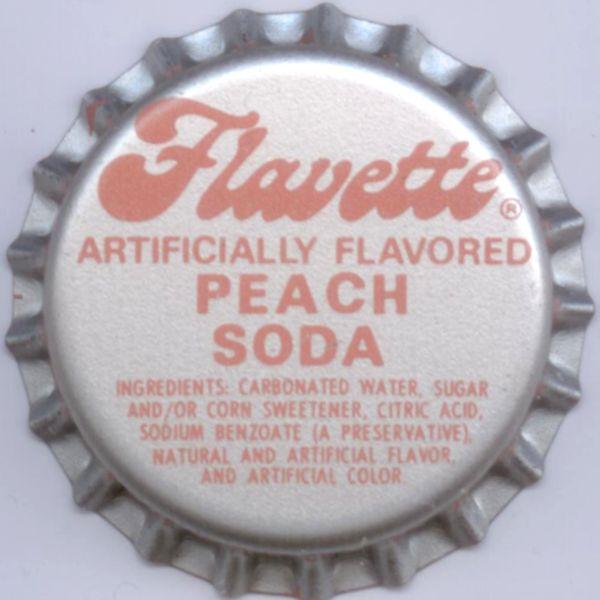 Flavette®
ARTIFICIALLY FLAVORED
PEACH
SODA
INGREDIENTS: CARBONATED WATER, SUGAR
AND/OR CORN SWEETENER, CITRIC ACID,
SODIUM BENZOATE (A PRESERVATIVE),
NATURAL AND ARTIFICIAL FLAVOR,
AND ARTIFICIAL COLOR